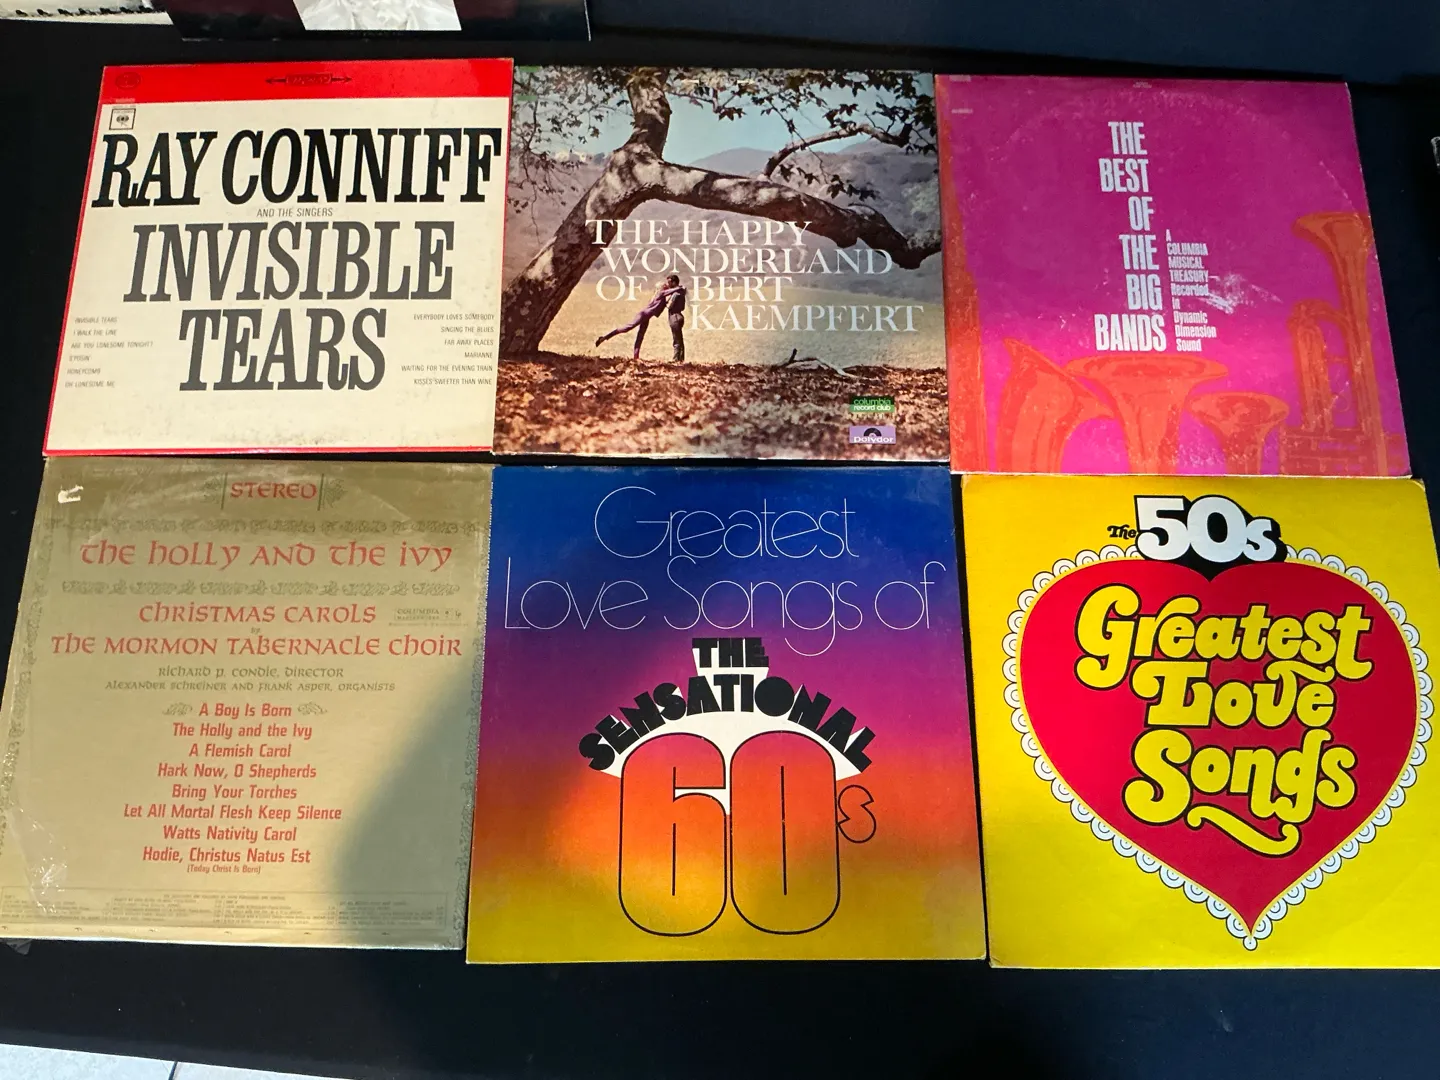 STEREO
RAY CONNIFF
AND THE SINGERS
INVISIBLE
TEARS
INVISIBLE TEARS
I WALK THE LINE
ARE YOU LONESOME TONIGHT?
S'POSIN'
HONEYCOMB
OH LONESOME ME
EVERYBODY LOVES SOMEBODY
SINGING THE BLUES
FAR AWAY PLACES
MARIANNE
WAITING FOR THE EVENING TRAIN
KISSES SWEETER THAN WINE
THE HAPPY
WONDERLAND
OF BERT
KAEMPFERT
columbia
record club
Polydor
THE
BEST
OF
THE
BIG
BANDS
A
COLUMBIA
MUSICAL
TREASURY
Recorded
in
Dynamic
Dimension
Sound
STEREO
the holly and the ivy
CHRISTMAS CAROLS
COLUMBIA
BY
THE MORMON TABERNACLE CHOIR
RICHARD P. CONDIE, DIRECTOR
ALEXANDER SCHREINER AND FRANK ASPER, ORGANISTS
A Boy Is Born
The Holly and the Ivy
A Flemish Carol
Hark Now, O Shepherds
Bring Your Torches
Let All Mortal Flesh Keep Silence
Watts Nativity Carol
Hodie, Christus Natus Est
(Today Christ Is Born)
Greatest
Love Songs of
THE
SENSATIONAL
60s
The 50s
Greatest
Love
Songs